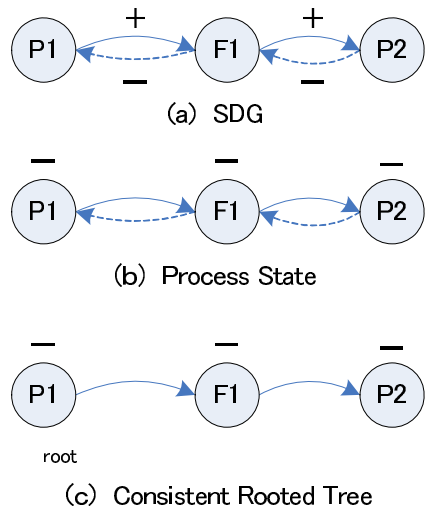 + +
P1 F1 P2
− −
(a) SDG
− − −
P1 F1 P2
(b) Process State
− − −
P1 F1 P2
root
(c) Consistent Rooted Tree